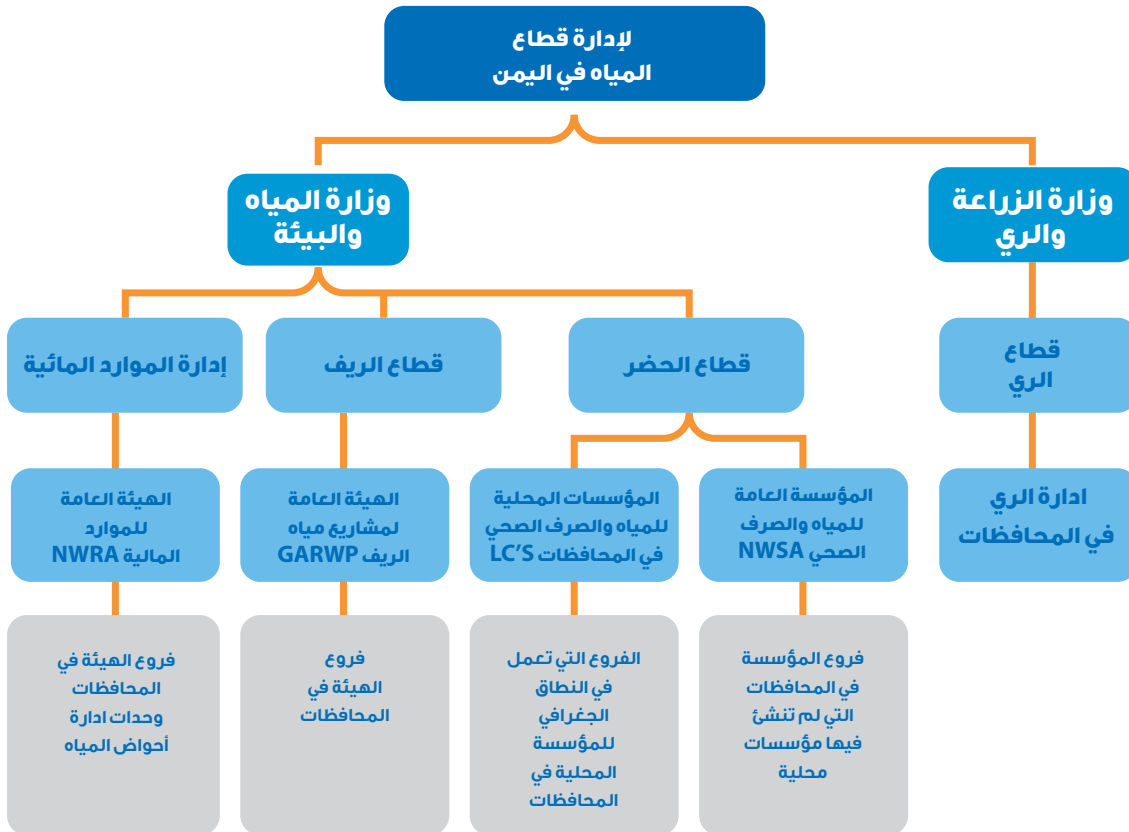 لإدارة قطاع
المياه في اليمن
وزارة الزراعة
والري
وزارة المياه
والبيئة
قطاع
الري
قطاع الحضر
قطاع الريف
إدارة الموارد المائية
ادارة الري
في المحافظات
المؤسسة العامة
للمياه والصرف
الصحي NWSA
المؤسسات المحلية
للمياه والصرف الصحي
في المحافظات LC'S
الهيئة العامة
لمشاريع مياه
الريف GARWP
الهيئة العامة
للموارد
المالية NWRA
فروع المؤسسة
في المحافظات
التي لم تنشئ
فيها مؤسسات
محلية
الفروع التي تعمل
في النطاق
الجغرافي
للمؤسسة
المحلية في
المحافظات
فروع
الهيئة في
المحافظات
فروع الهيئة في
المحافظات
وحدات ادارة
أحواض المياه